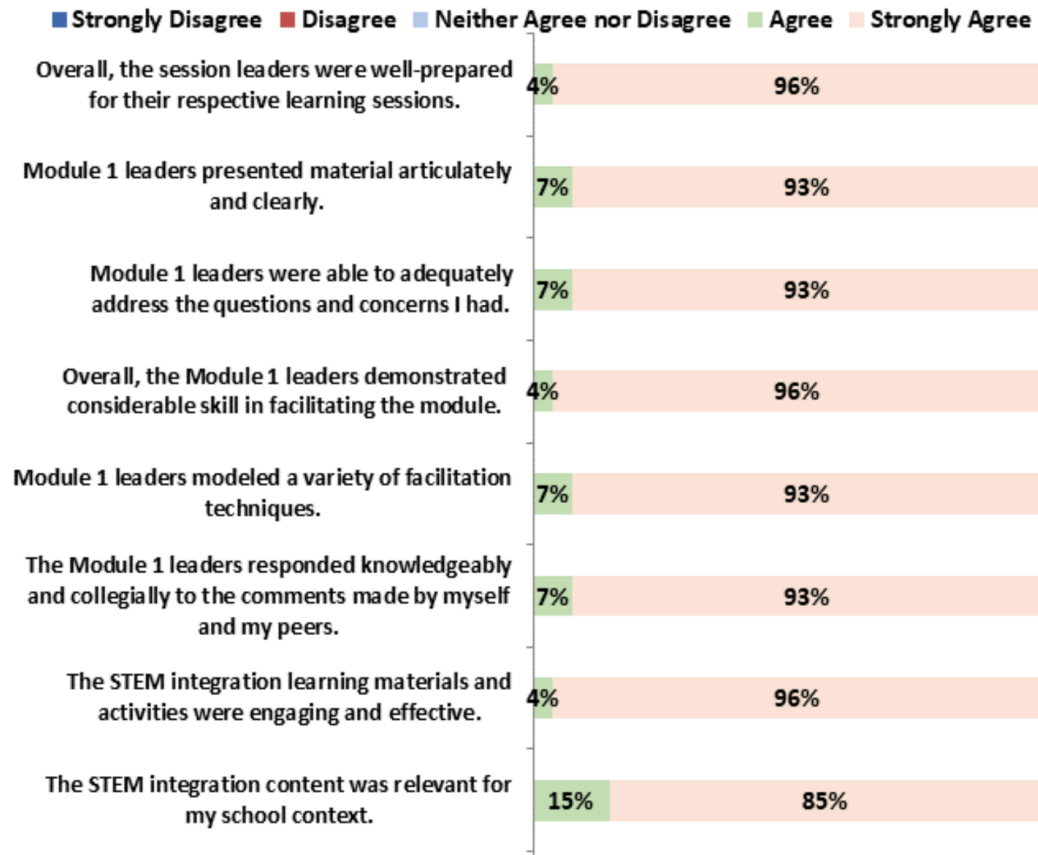 Strongly Disagree Disagree Neither Agree nor Disagree Agree Strongly Agree
Overall, the session leaders were well-prepared
for their respective learning sessions.
4% 96%
Module 1 leaders presented material articulately
and clearly.
7% 93%
Module 1 leaders were able to adequately
address the questions and concerns I had.
7% 93%
Overall, the Module 1 leaders demonstrated
considerable skill in facilitating the module.
4% 96%
Module 1 leaders modeled a variety of facilitation
techniques.
7% 93%
The Module 1 leaders responded knowledgeably
and collegially to the comments made by myself
and my peers.
7% 93%
The STEM integration learning materials and
activities were engaging and effective.
4% 96%
The STEM integration content was relevant for
my school context.
15% 85%